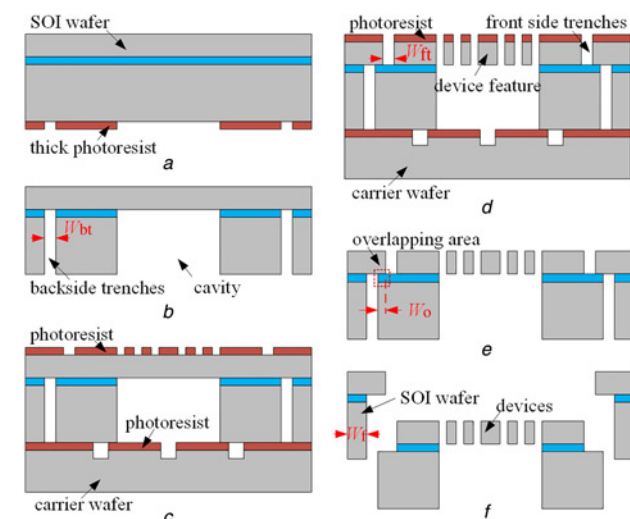 SOI wafer
thick photoresist
a
Wbt
backside trenches
cavity
b
photoresist
photoresist
carrier wafer
c
photoresist
front side trenches
Wft
device feature
carrier wafer
d
overlapping area
Wo
e
SOI wafer
devices
Wf
f